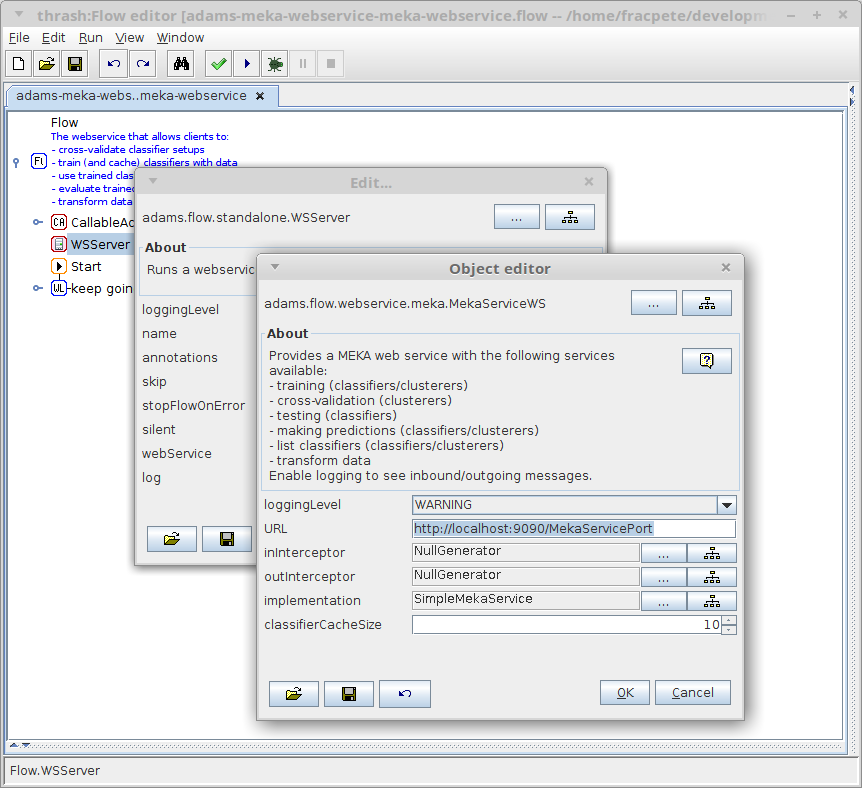 thrash:Flow editor [adams-meka-webservice-meka-webservice.flow -- /home/fracpete/developm
File Edit Run View Window
adams-meka-webs..meka-webservice
Flow
The webservice that allows clients to:
- cross-validate classifier setups
Fl
- train (and cache) classifiers with data
- use trained clas
- evaluate traine
- transform data
CA CallableAc
WSServer
Start
WL keep goin
Edit...
adams.flow.standalone.WSServer
...
About
Runs a webservic
loggingLevel
name
annotations
skip
stopFlowOnError
silent
webService
log
Object editor
adams.flow.webservice.meka.MekaServiceWS
...
About
Provides a MEKA web service with the following services
available:
- training (classifiers/clusterers)
- cross-validation (clusterers)
- testing (classifiers)
- making predictions (classifiers/clusterers)
- list classifiers (classifiers/clusterers)
- transform data
Enable logging to see inbound/outgoing messages.
?
loggingLevel WARNING
URL http://localhost:9090/MekaServicePort
inInterceptor NullGenerator ...
outInterceptor NullGenerator ...
implementation SimpleMekaService ...
classifierCacheSize 10
OK Cancel
Flow.WSServer